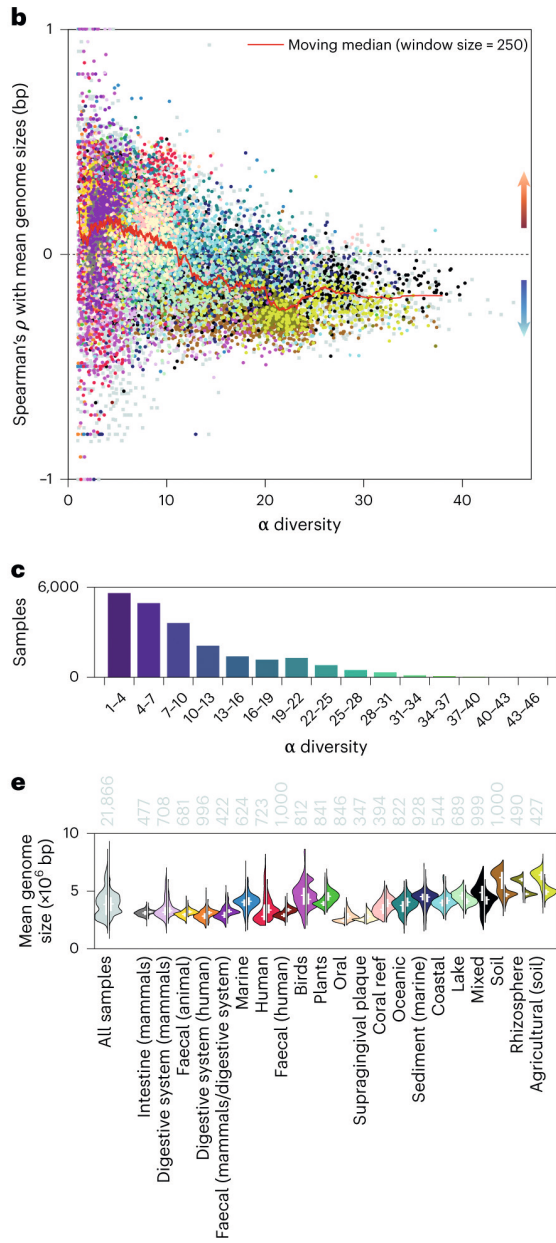 b
Spearman's ρ with mean genome sizes (bp)
1
0
–1
Moving median (window size = 250)
0 10 20 30 40
α diversity
c
Samples
6,000
0
1–4 4–7 7–10 10–13 13–16 16–19 19–22 22–25 25–28 28–31 31–34 34–37 37–40 40–43 43–46
α diversity
e
21,866 477 708 681 996 422 624 723 1,000 812 841 846 347 394 822 928 544 689 999 1,000 490 427
Mean genome
size (×10⁶ bp)
10
5
0
All samples
Intestine (mammals)
Digestive system (mammals)
Faecal (animal)
Digestive system (human)
Faecal (mammals/digestive system)
Marine
Human
Faecal (human)
Birds
Plants
Oral
Supragingival plaque
Coral reef
Oceanic
Sediment (marine)
Coastal
Lake
Mixed
Soil
Rhizosphere
Agricultural (soil)